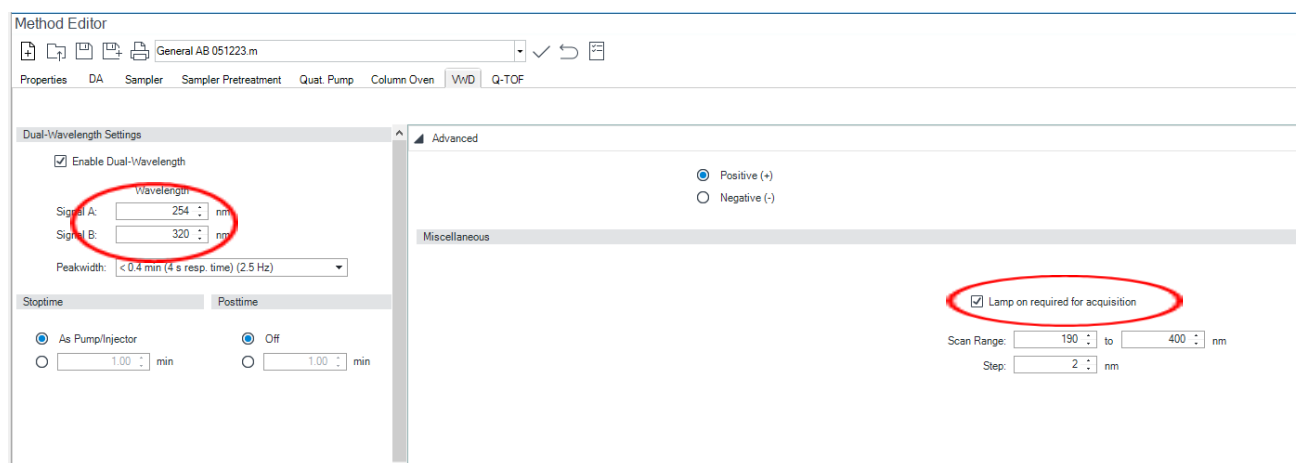 Method Editor
General AB 051223.m
Properties DA Sampler Sampler Pretreatment Quat. Pump Column Oven VWD Q-TOF
Dual-Wavelength Settings
Enable Dual-Wavelength
Wavelength
Signal A: 254 nm
Signal B: 320 nm
Peakwidth: < 0.4 min (4 s resp. time) (2.5 Hz)
Stoptime Posttime
As Pump/Injector Off
1.00 min 1.00 min
Advanced
Positive (+)
Negative (-)
Miscellaneous
Lamp on required for acquisition
Scan Range: 190 to 400 nm
Step: 2 nm